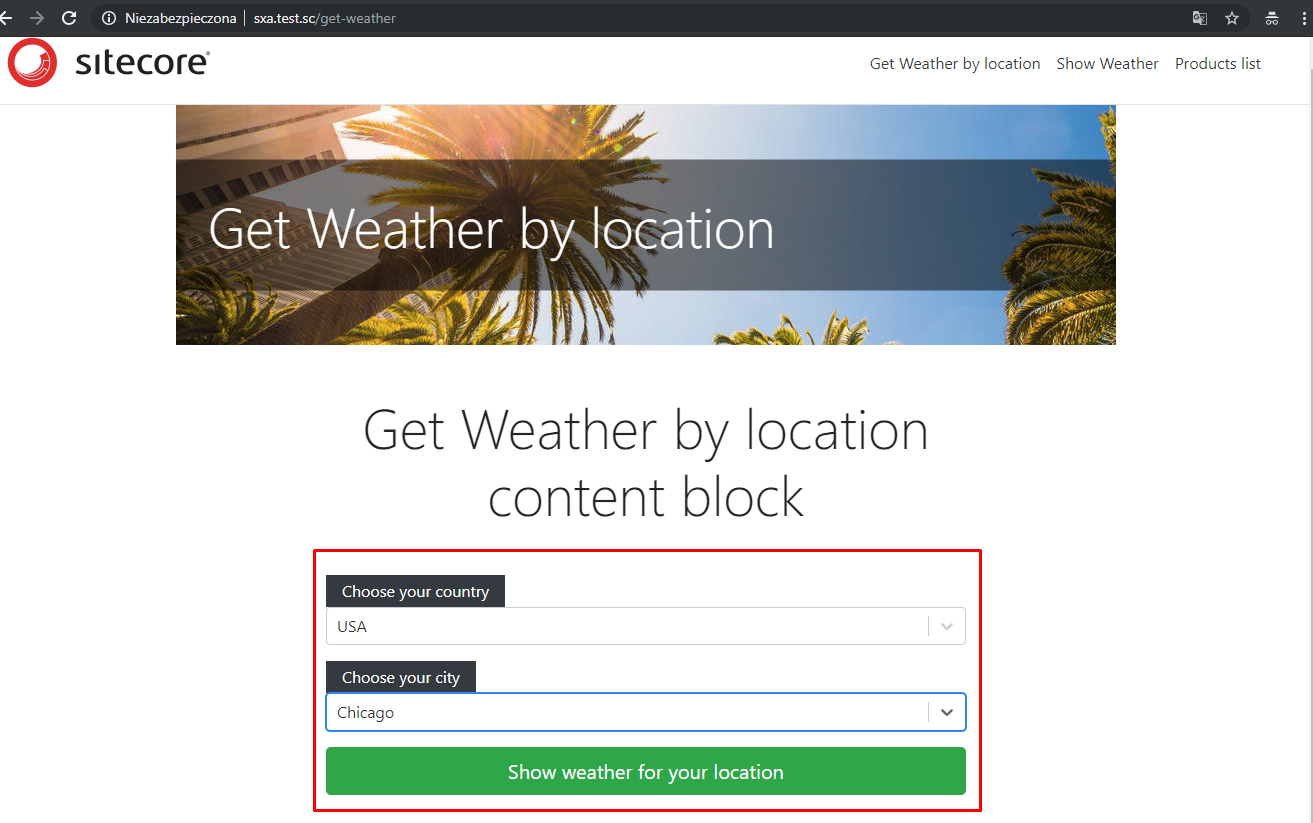 Niezabezpieczona | sxa.test.sc/get-weather
sitecore®
Get Weather by location Show Weather Products list
Get Weather by location
Get Weather by location
content block
Choose your country
USA
Choose your city
Chicago
Show weather for your location